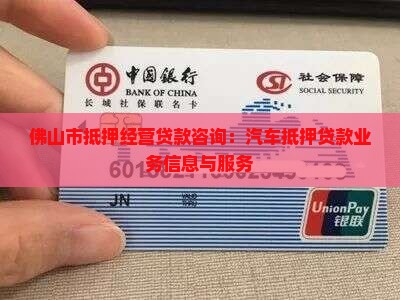 中国银行
BANK OF CHINA
长城社保联名卡
社会保障
SOCIAL SECURITY
佛山市抵押经营贷款咨询：汽车抵押贷款业
务信息与服务
JN
VALID
UnionPay
银联